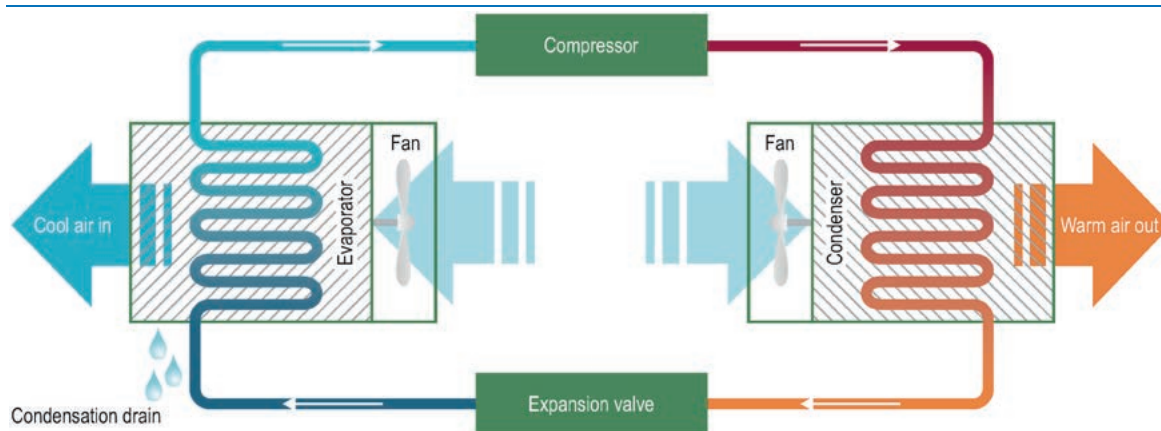 Compressor
Fan
Fan
Cool air in
Evaporator
Condenser
Warm air out
Condensation drain
Expansion valve